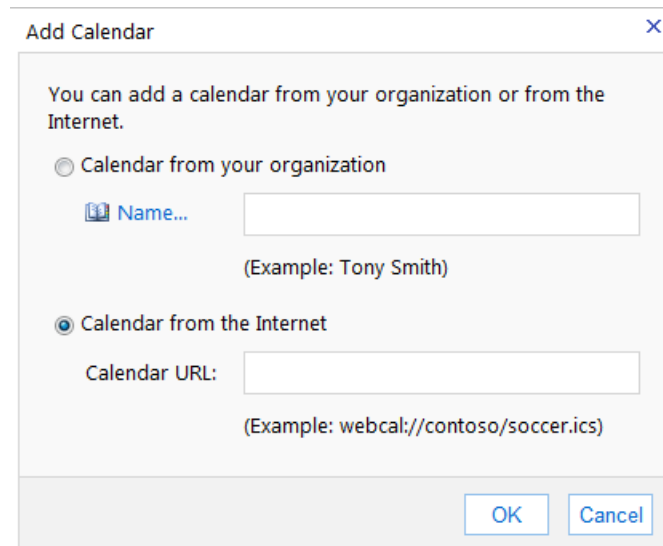 Add Calendar
You can add a calendar from your organization or from the
Internet.
Calendar from your organization
Name...
(Example: Tony Smith)
Calendar from the Internet
Calendar URL:
(Example: webcal://contoso/soccer.ics)
OK Cancel